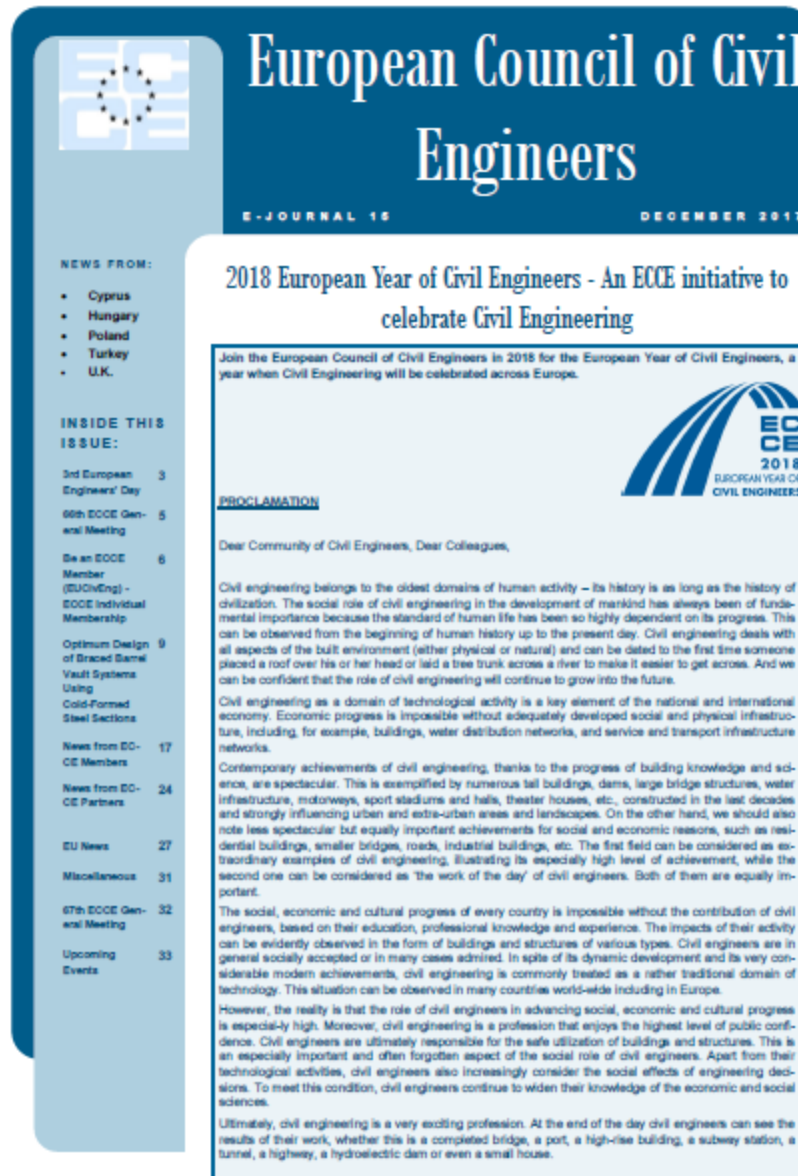 EC
CE
European Council of Civil
Engineers
E-JOURNAL 15
DECEMBER 2017
NEWS FROM:
• Cyprus
• Hungary
• Poland
• Turkey
• U.K.
INSIDE THIS
ISSUE:
3rd European 3
Engineers' Day
66th ECCE Gen- 5
eral Meeting
Be an ECCE 6
Member
(EUCivEng) -
ECCE Individual
Membership
Optimum Design 9
of Braced Barrel
Vault Systems
Using
Cold-Formed
Steel Sections
News from EC- 17
CE Members
News from EC- 24
CE Partners
EU News 27
Miscellaneous 31
67th ECCE Gen- 32
eral Meeting
Upcoming 33
Events
2018 European Year of Civil Engineers - An ECCE initiative to
celebrate Civil Engineering
Join the European Council of Civil Engineers in 2018 for the European Year of Civil Engineers, a
year when Civil Engineering will be celebrated across Europe.
EC
CE
2018
EUROPEAN YEAR OF
CIVIL ENGINEERS
PROCLAMATION
Dear Community of Civil Engineers, Dear Colleagues,
Civil engineering belongs to the oldest domains of human activity – its history is as long as the history of
civilization. The social role of civil engineering in the development of mankind has always been of funda-
mental importance because the standard of human life has been so highly dependent on its progress. This
can be observed from the beginning of human history up to the present day. Civil engineering deals with
all aspects of the built environment (either physical or natural) and can be dated to the first time someone
placed a roof over his or her head or laid a tree trunk across a river to make it easier to get across. And we
can be confident that the role of civil engineering will continue to grow into the future.
Civil engineering as a domain of technological activity is a key element of the national and international
economy. Economic progress is impossible without adequately developed social and physical infrastruc-
ture, including, for example, buildings, water distribution networks, and service and transport infrastructure
networks.
Contemporary achievements of civil engineering, thanks to the progress of building knowledge and sci-
ence, are spectacular. This is exemplified by numerous tall buildings, dams, large bridge structures, water
infrastructure, motorways, sport stadiums and halls, theater houses, etc., constructed in the last decades
and strongly influencing urban and extra-urban areas and landscapes. On the other hand, we should also
note less spectacular but equally important achievements for social and economic reasons, such as resi-
dential buildings, smaller bridges, roads, industrial buildings, etc. The first field can be considered as ex-
traordinary examples of civil engineering, illustrating its especially high level of achievement, while the
second one can be considered as 'the work of the day' of civil engineers. Both of them are equally im-
portant.
The social, economic and cultural progress of every country is impossible without the contribution of civil
engineers, based on their education, professional knowledge and experience. The impacts of their activity
can be evidently observed in the form of buildings and structures of various types. Civil engineers are in
general socially accepted or in many cases admired. In spite of its dynamic development and its very con-
siderable modern achievements, civil engineering is commonly treated as a rather traditional domain of
technology. This situation can be observed in many countries world-wide including in Europe.
However, the reality is that the role of civil engineers in advancing social, economic and cultural progress
is especial-ly high. Moreover, civil engineering is a profession that enjoys the highest level of public confi-
dence. Civil engineers are ultimately responsible for the safe utilization of buildings and structures. This is
an especially important and often forgotten aspect of the social role of civil engineers. Apart from their
technological activities, civil engineers also increasingly consider the social effects of engineering deci-
sions. To meet this condition, civil engineers continue to widen their knowledge of the economic and social
sciences.
Ultimately, civil engineering is a very exciting profession. At the end of the day civil engineers can see the
results of their work, whether this is a completed bridge, a port, a high-rise building, a subway station, a
tunnel, a highway, a hydroelectric dam or even a small house.